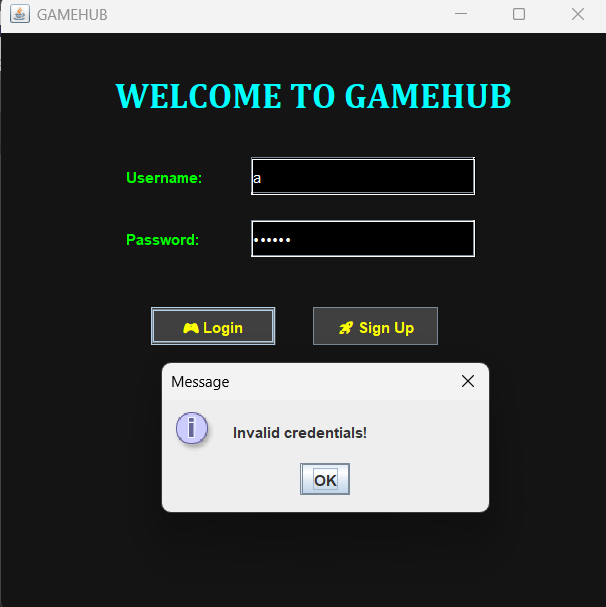 GAMEHUB
WELCOME TO GAMEHUB
Username:
a
Password:
••••••
🎮 Login
🚀 Sign Up
Message
Invalid credentials!
OK